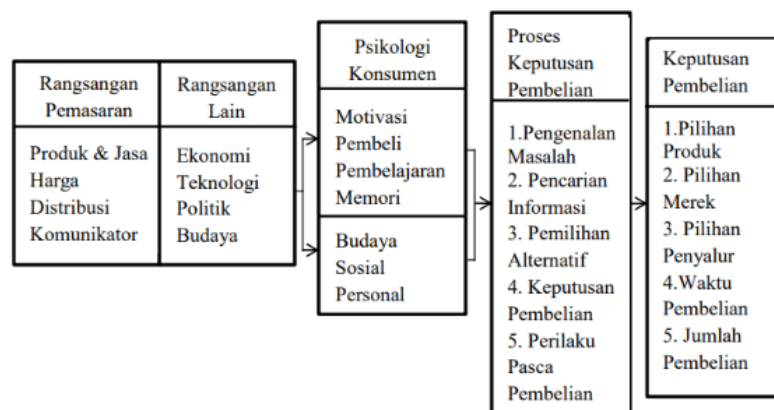 Rangsangan
Pemasaran
Produk & Jasa
Harga
Distribusi
Komunikator
Rangsangan
Lain
Ekonomi
Teknologi
Politik
Budaya
Psikologi
Konsumen
Motivasi
Pembeli
Pembelajaran
Memori
Budaya
Sosial
Personal
Proses
Keputusan
Pembelian
1.Pengenalan
Masalah
2. Pencarian
Informasi
3. Pemilihan
Alternatif
4. Keputusan
Pembelian
5. Perilaku
Pasca
Pembelian
Keputusan
Pembelian
1.Pilihan
Produk
2. Pilihan
Merek
3. Pilihan
Penyalur
4.Waktu
Pembelian
5. Jumlah
Pembelian